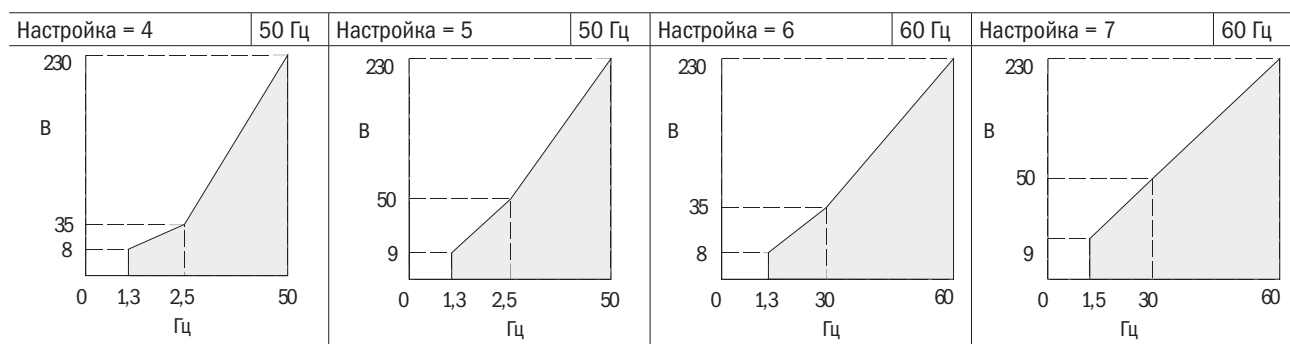 Настройка = 4 50 Гц
230
В
35
8
0 1,3 2,5 50
Гц
Настройка = 5 50 Гц
230
В
50
9
0 1,3 2,5 50
Гц
Настройка = 6 60 Гц
230
В
35
8
0 1,3 30 60
Гц
Настройка = 7 60 Гц
230
В
50
9
0 1,5 30 60
Гц